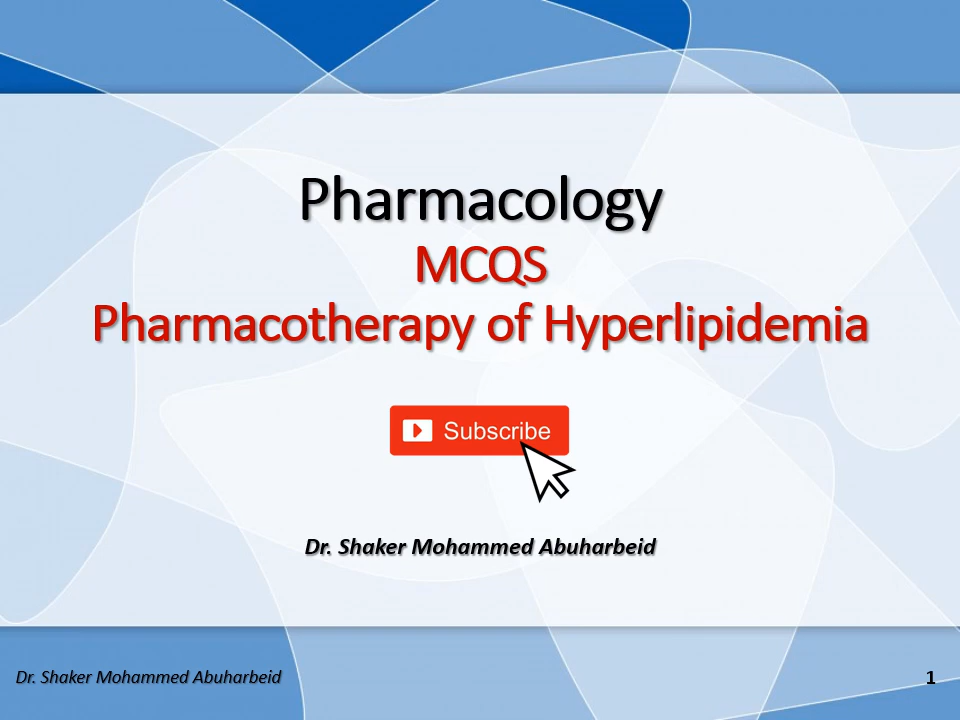 Pharmacology
MCQS
Pharmacotherapy of Hyperlipidemia
Subscribe
Dr. Shaker Mohammed Abuharbeid
Dr. Shaker Mohammed Abuharbeid
1